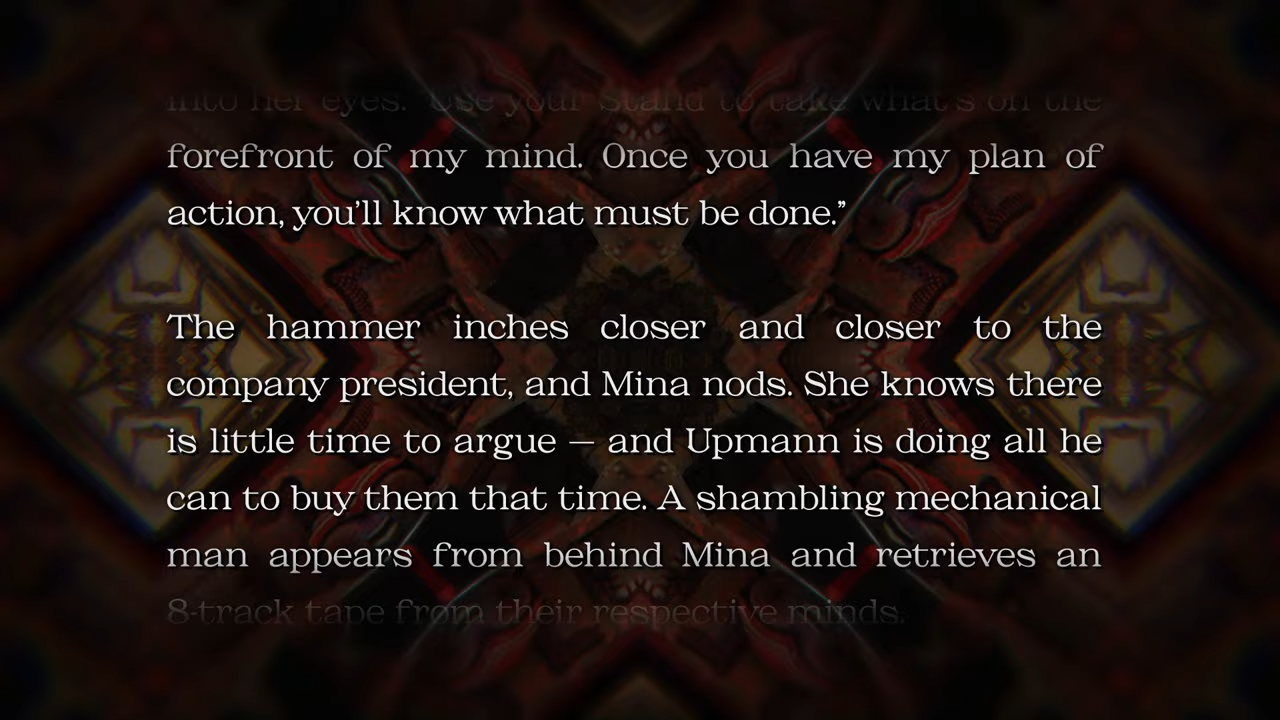 into her eyes. "Use your Stand to take what's on the
forefront of my mind. Once you have my plan of
action, you'll know what must be done."
The hammer inches closer and closer to the
company president, and Mina nods. She knows there
is little time to argue — and Upmann is doing all he
can to buy them that time. A shambling mechanical
man appears from behind Mina and retrieves an
8-track tape from their respective minds.